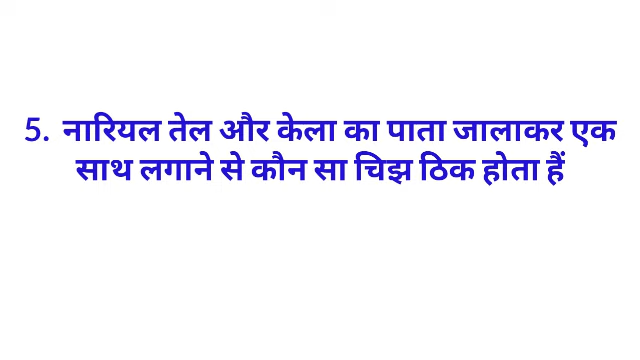 5. नारियल तेल और केला का पाता जालाकर एक
साथ लगाने से कौन सा चिझ ठिक होता हैं